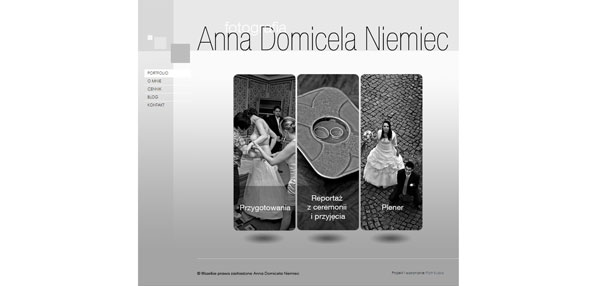 fotografia
Anna Domicela Niemiec
PORTFOLIO
O MNIE
CENNIK
BLOG
KONTAKT
Przygotowania
Reportaż
z ceremonii
i przyjęcia
Plener
© Wszelkie prawa zastrzeżone Anna Domicela Niemiec
Projekt i wykonanie